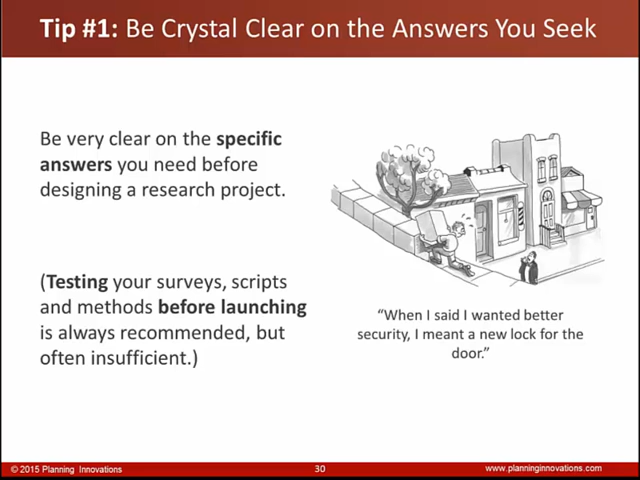 Tip #1: Be Crystal Clear on the Answers You Seek
Be very clear on the specific
answers you need before
designing a research project.
(Testing your surveys, scripts
and methods before launching
is always recommended, but
often insufficient.)
“When I said I wanted better
security, I meant a new lock for the
door.”
© 2015 Planning Innovations
30
www.planninginnovations.com